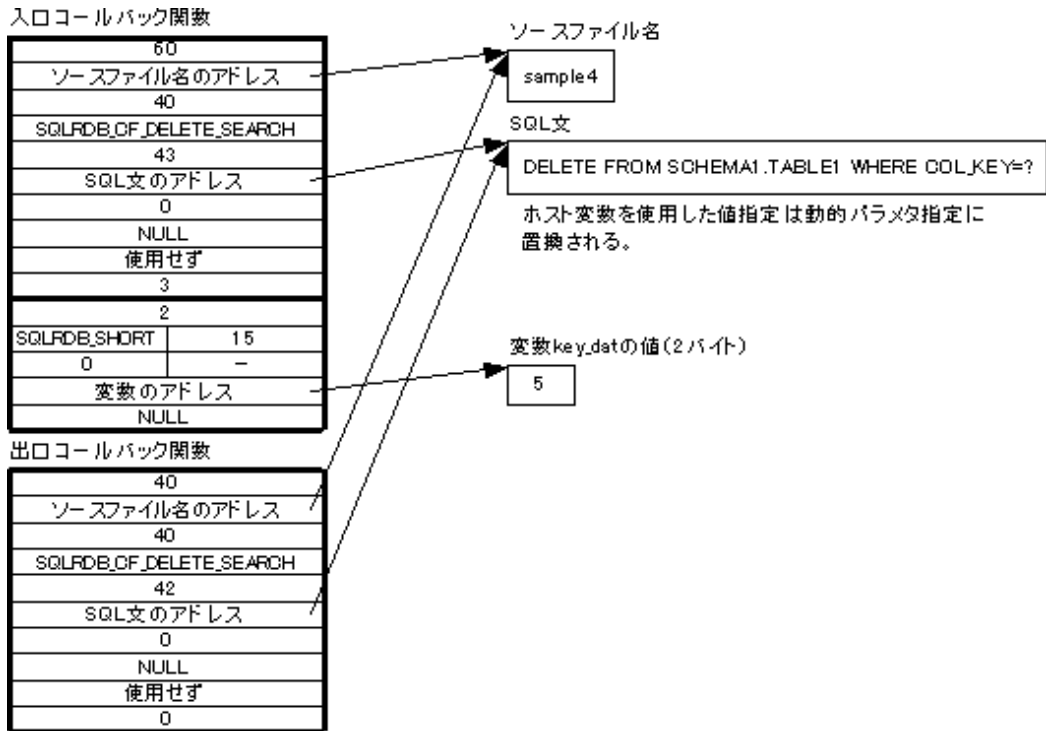 入口コールバック関数
60
ソースファイル名のアドレス
40
SQLRDB_CF_DELETE_SEARCH
43
SQL文のアドレス
0
NULL
使用せず
3
2
SQLRDB_SHORT 15
0 －
変数のアドレス
NULL
出口コールバック関数
40
ソースファイル名のアドレス
40
SQLRDB_CF_DELETE_SEARCH
42
SQL文のアドレス
0
NULL
使用せず
0
ソースファイル名
sample4
SQL文
DELETE FROM SCHEMA1.TABLE1 WHERE COL_KEY=?
ホスト変数を使用した値指定は動的パラメタ指定に
置換される。
変数key_datの値(2バイト)
5